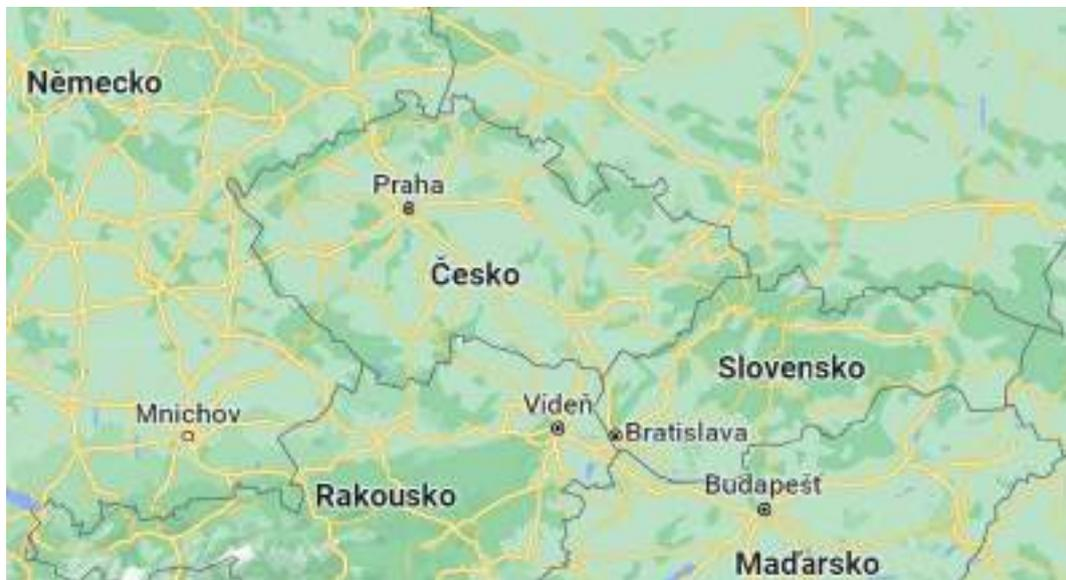 Německo
Praha
Česko
Slovensko
Mnichov
Vídeň
Bratislava
Rakousko
Budapešť
Maďarsko